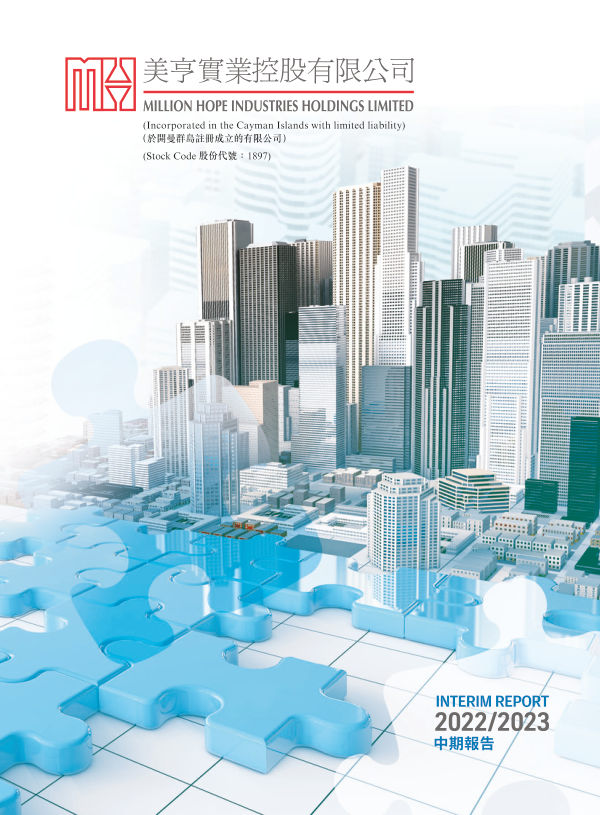 美亨實業控股有限公司
MILLION HOPE INDUSTRIES HOLDINGS LIMITED
(Incorporated in the Cayman Islands with limited liability)
(於開曼群島註冊成立的有限公司)
(Stock Code 股份代號：1897)
INTERIM REPORT
2022/2023
中期報告